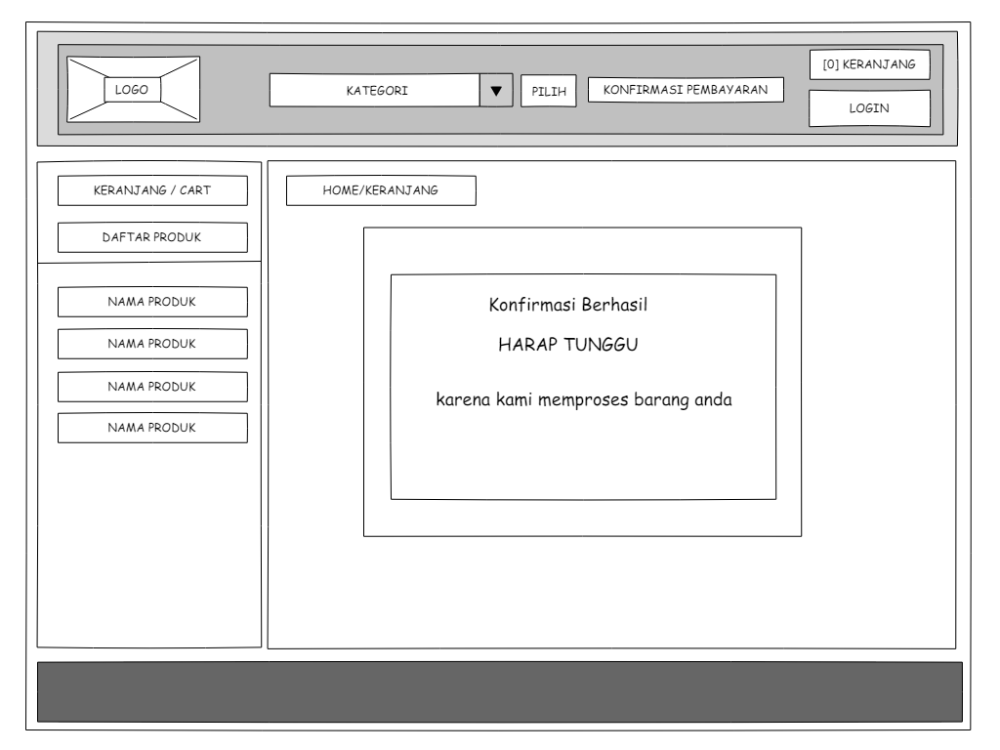 LOGO
KATEGORI
PILIH
KONFIRMASI PEMBAYARAN
[0] KERANJANG
LOGIN
KERANJANG / CART
DAFTAR PRODUK
NAMA PRODUK
NAMA PRODUK
NAMA PRODUK
NAMA PRODUK
HOME/KERANJANG
Konfirmasi Berhasil
HARAP TUNGGU
karena kami memproses barang anda